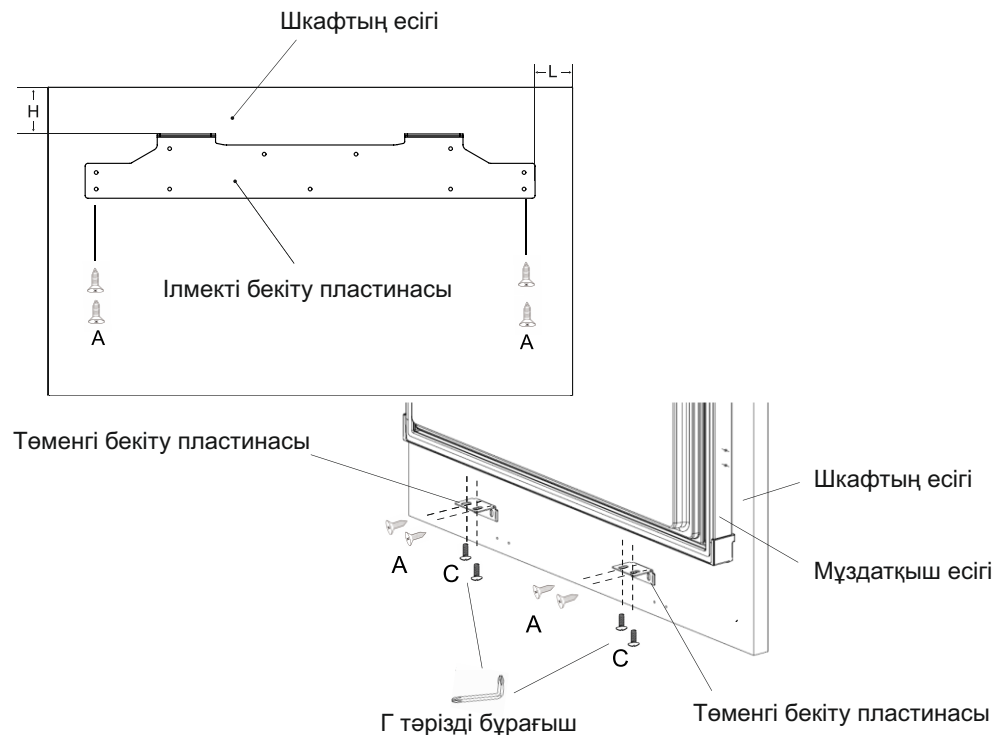 Шкафтың есігі
L
H
Ілмекті бекіту пластинасы
A
A
Төменгі бекіту пластинасы
Шкафтың есігі
Мұздатқыш есігі
A
C
A
C
Г тәрізді бұрағыш
Төменгі бекіту пластинасы